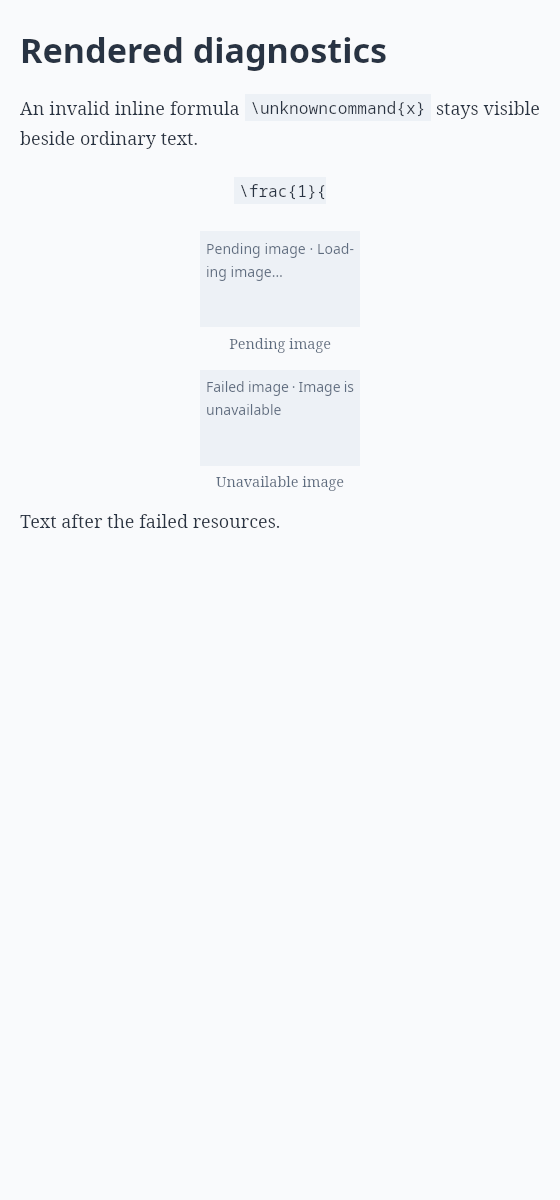 Rendered diagnostics
An invalid inline formula \unknowncommand{x} stays visible
beside ordinary text.
\frac{1}{
Pending image · Load-
ing image…
Pending image
Failed image · Image is
unavailable
Unavailable image
Text after the failed resources.